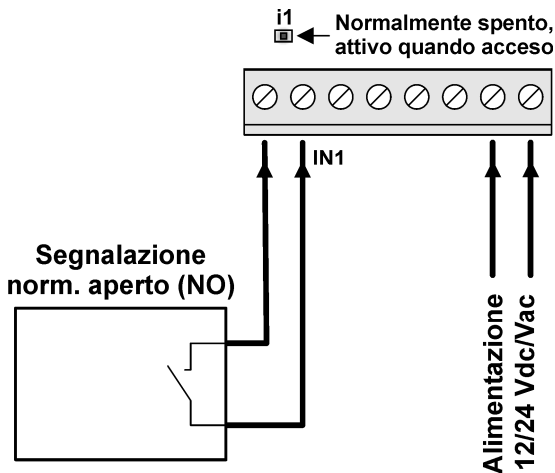 i1
Normalmente spento,
attivo quando acceso
IN1
Segnalazione
norm. aperto (NO)
Alimentazione
12/24 Vdc/Vac